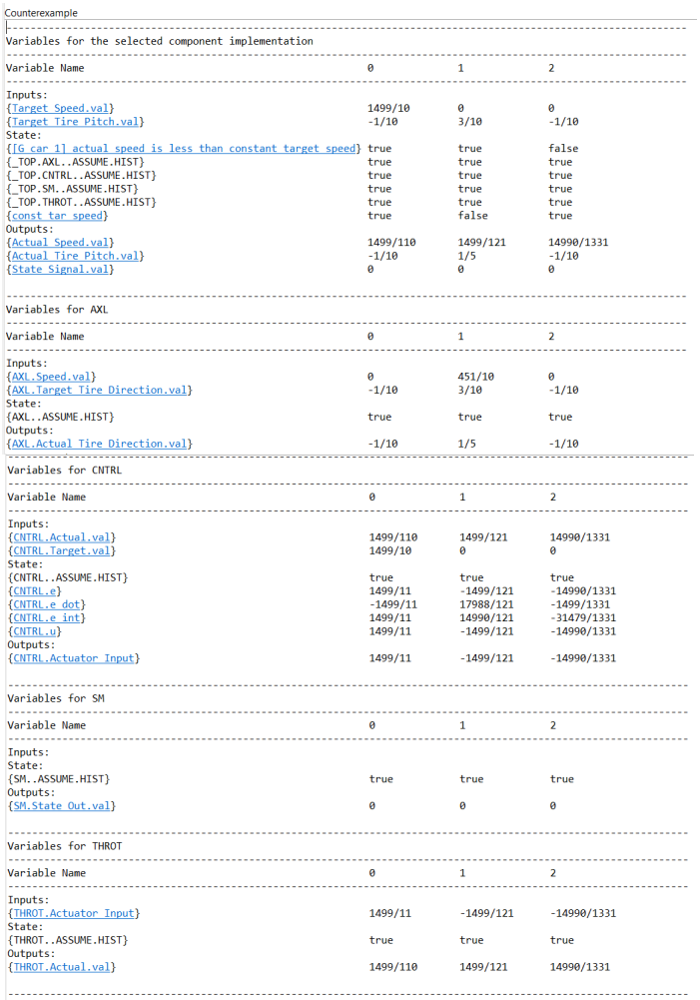 Counterexample
Variables for the selected component implementation
Variable Name 0 1 2
Inputs:
{Target Speed.val} 1499/10 0 0
{Target Tire Pitch.val} -1/10 3/10 -1/10
State:
{[G car 1] actual speed is less than constant target speed} true true false
{_TOP.AXL..ASSUME.HIST} true true true
{_TOP.CNTRL..ASSUME.HIST} true true true
{_TOP.SM..ASSUME.HIST} true true true
{_TOP.THROT..ASSUME.HIST} true true true
{const tar speed} true false true
Outputs:
{Actual Speed.val} 1499/110 1499/121 14990/1331
{Actual Tire Pitch.val} -1/10 1/5 -1/10
{State Signal.val} 0 0 0
Variables for AXL
Variable Name 0 1 2
Inputs:
{AXL.Speed.val} 0 451/10 0
{AXL.Target Tire Direction.val} -1/10 3/10 -1/10
State:
{AXL..ASSUME.HIST} true true true
Outputs:
{AXL.Actual Tire Direction.val} -1/10 1/5 -1/10
Variables for CNTRL
Variable Name 0 1 2
Inputs:
{CNTRL.Actual.val} 1499/110 1499/121 14990/1331
{CNTRL.Target.val} 1499/10 0 0
State:
{CNTRL..ASSUME.HIST} true true true
{CNTRL.e} 1499/11 -1499/121 -14990/1331
{CNTRL.e dot} -1499/11 17988/121 -1499/1331
{CNTRL.e int} 1499/11 14990/121 -31479/1331
{CNTRL.u} 1499/11 -1499/121 -14990/1331
Outputs:
{CNTRL.Actuator Input} 1499/11 -1499/121 -14990/1331
Variables for SM
Variable Name 0 1 2
Inputs:
State:
{SM..ASSUME.HIST} true true true
Outputs:
{SM.State Out.val} 0 0 0
Variables for THROT
Variable Name 0 1 2
Inputs:
{THROT.Actuator Input} 1499/11 -1499/121 -14990/1331
State:
{THROT..ASSUME.HIST} true true true
Outputs:
{THROT.Actual.val} 1499/110 1499/121 14990/1331